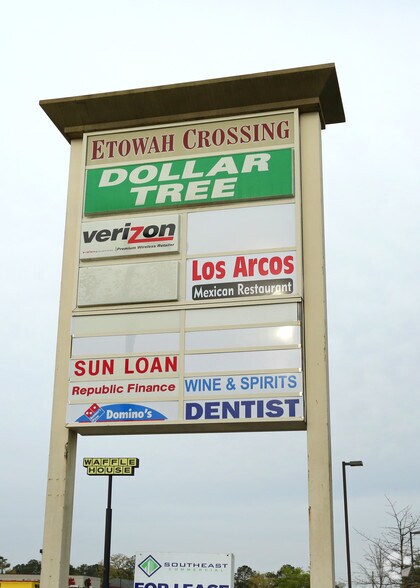 ETOWAH CROSSING
DOLLAR
TREE
verizon
Premium Wireless Retailer
LOS ARCOS
Mexican Restaurant
SUN LOAN
Republic Finance
WINE & SPIRITS
Domino's
DENTIST
WAFFLE
HOUSE
SOUTHEAST
COMMERCIAL
FOR LEASE